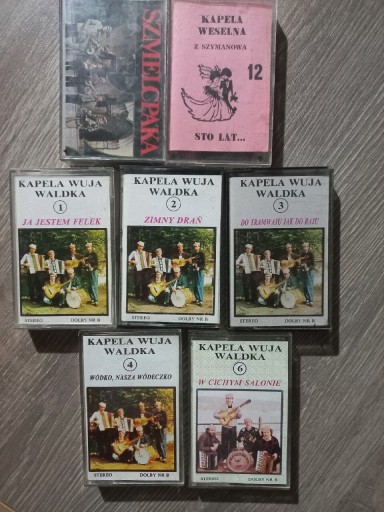 SZMELCPAKA
KAPELA
WESELNA
Z SZYMANOWA
12
STO LAT...
KAPELA WUJA
WALDKA
1
JA JESTEM FELEK
STEREO DOLBY NR B
KAPELA WUJA
WALDKA
2
ZIMNY DRAŃ
STEREO DOLBY NR B
KAPELA WUJA
WALDKA
3
DO TRAMWAJU JAK DO RAJU
STEREO DOLBY NR B
KAPELA WUJA
WALDKA
4
WÓDKO, NASZA WÓDECZKO
STEREO DOLBY NR B
KAPELA WUJA
WALDKA
6
W CICHYM SALONIE
STEREO DOLBY NR B